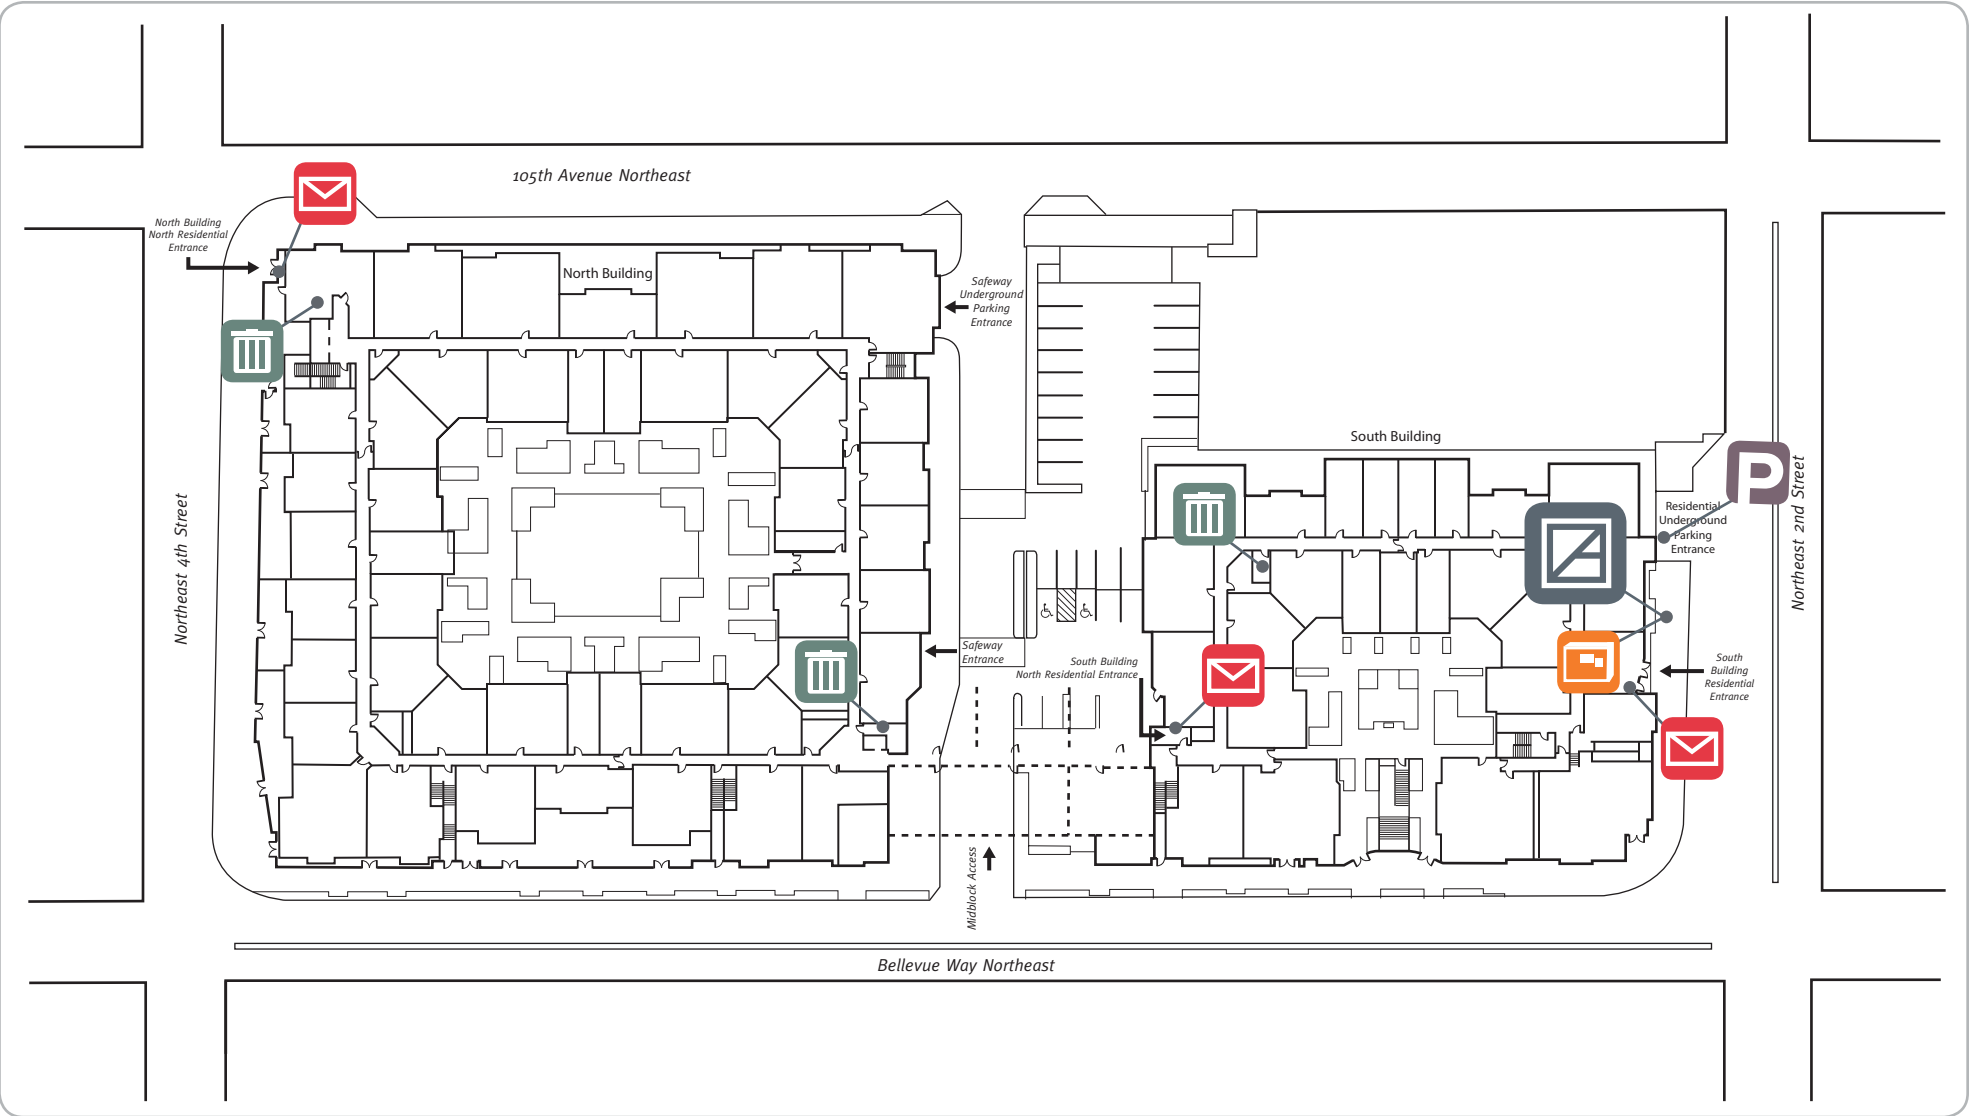 105th Avenue Northeast
North Building
North Residential
Entrance
North Building
Safeway
Underground
Parking
Entrance
South Building
P
Residential
Underground
Parking
Entrance
Northeast 4th Street
Northeast 2nd Street
Safeway
Entrance
South Building
North Residential Entrance
South
Building
Residential
Entrance
Midblock Access
Bellevue Way Northeast